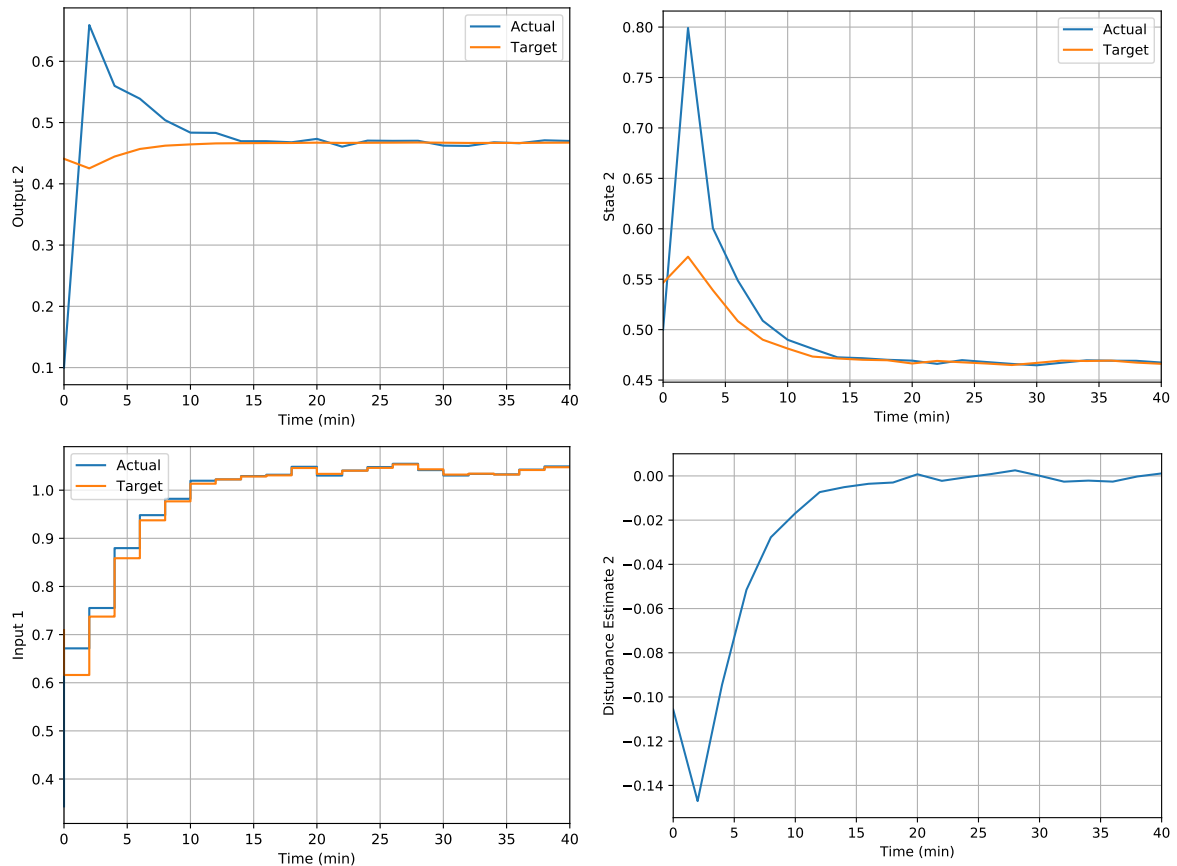 Actual
Target
0.6
0.5
0.4
0.3
0.2
0.1
Output 2
0 5 10 15 20 25 30 35 40
Time (min)
Actual
Target
0.80
0.75
0.70
0.65
0.60
0.55
0.50
0.45
State 2
0 5 10 15 20 25 30 35 40
Time (min)
Actual
Target
1.0
0.9
0.8
0.7
0.6
0.5
0.4
Input 1
0 5 10 15 20 25 30 35 40
Time (min)
0.00
−0.02
−0.04
−0.06
−0.08
−0.10
−0.12
−0.14
Disturbance Estimate 2
0 5 10 15 20 25 30 35 40
Time (min)